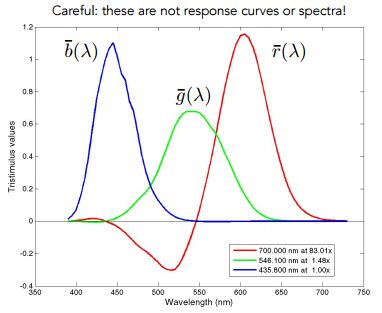 Careful: these are not response curves or spectra!
b̄(λ)
ḡ(λ)
r̄(λ)
Tristimulus values
1.2
1
0.8
0.6
0.4
0.2
0
-0.2
-0.4
700.000 nm at 83.01x
546.100 nm at 1.48x
435.800 nm at 1.00x
350 400 450 500 550 600 650 700 750
Wavelength (nm)